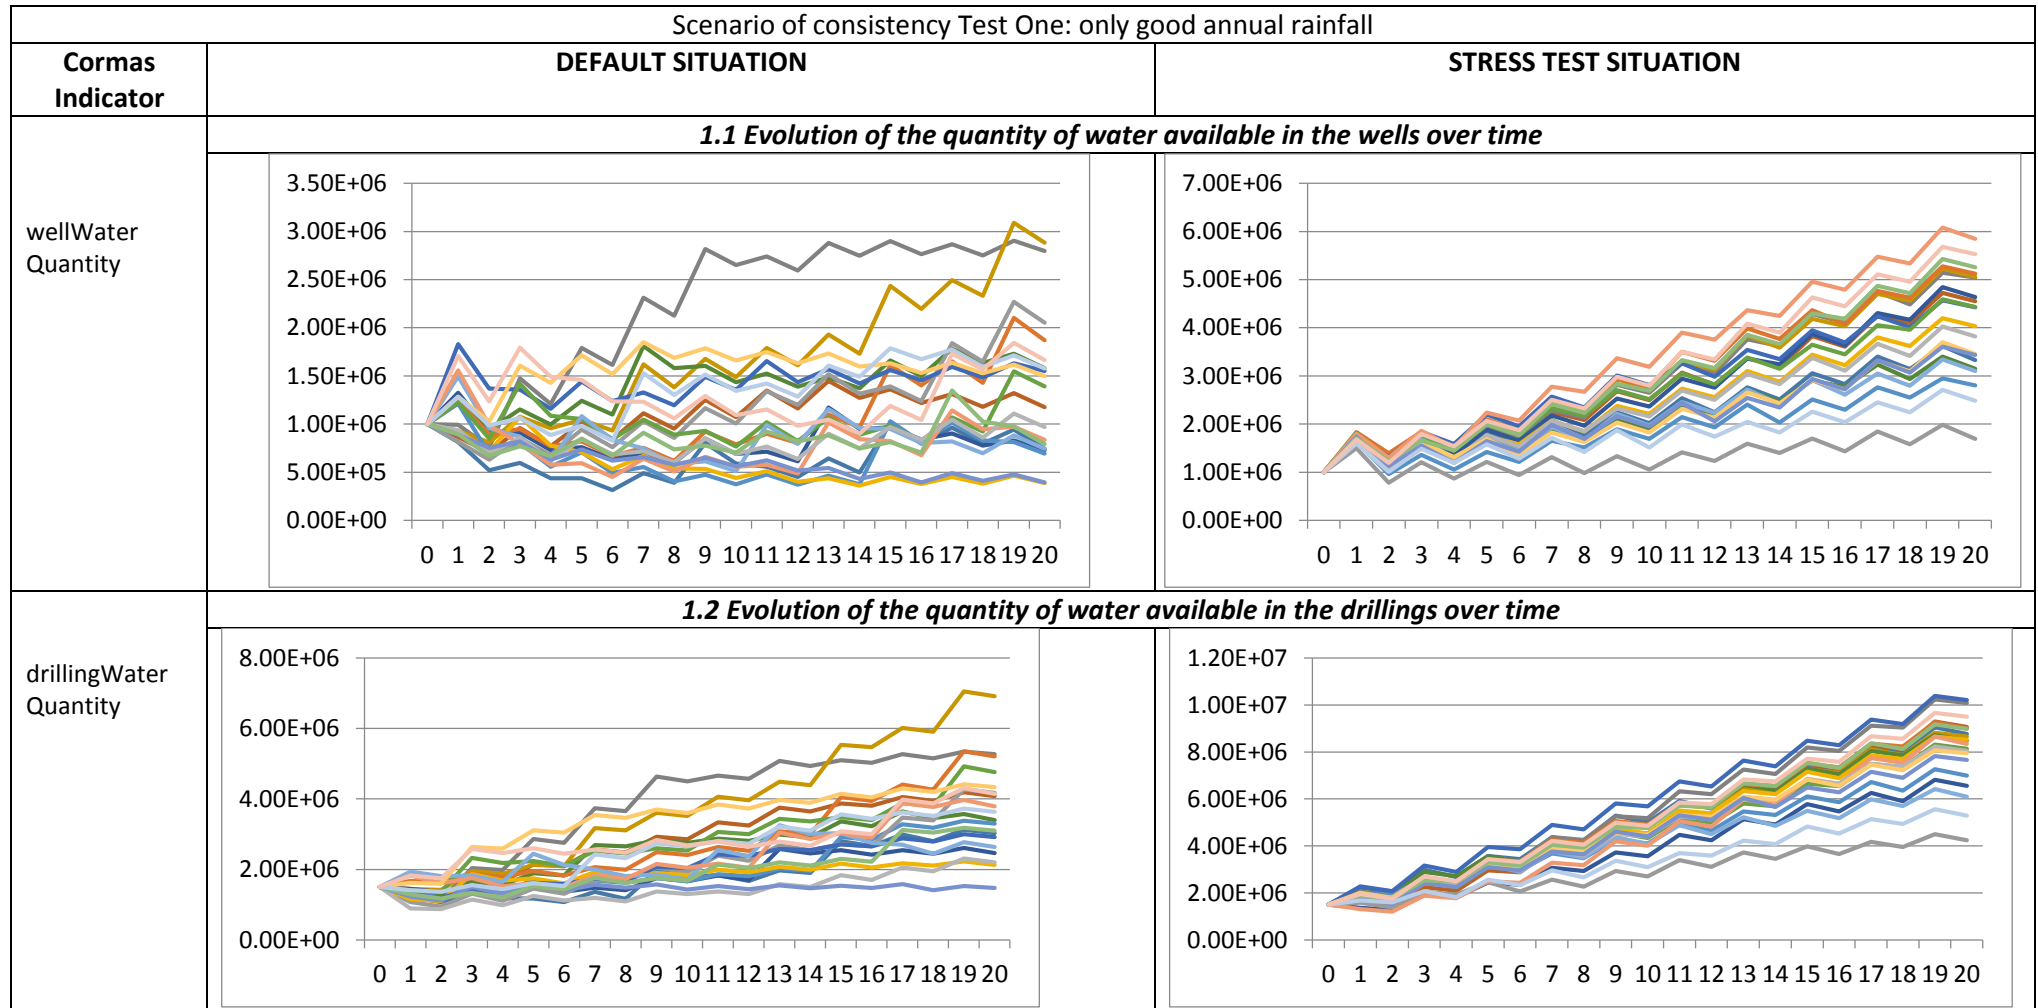 Scenario of consistency Test One: only good annual rainfall
Cormas
Indicator
DEFAULT SITUATION
STRESS TEST SITUATION
1.1 Evolution of the quantity of water available in the wells over time
wellWater
Quantity
3.50E+06
3.00E+06
2.50E+06
2.00E+06
1.50E+06
1.00E+06
5.00E+05
0.00E+00
0 1 2 3 4 5 6 7 8 9 10 11 12 13 14 15 16 17 18 19 20
7.00E+06
6.00E+06
5.00E+06
4.00E+06
3.00E+06
2.00E+06
1.00E+06
0.00E+00
0 1 2 3 4 5 6 7 8 9 10 11 12 13 14 15 16 17 18 19 20
1.2 Evolution of the quantity of water available in the drillings over time
drillingWater
Quantity
8.00E+06
6.00E+06
4.00E+06
2.00E+06
0.00E+00
0 1 2 3 4 5 6 7 8 9 10 11 12 13 14 15 16 17 18 19 20
1.20E+07
1.00E+07
8.00E+06
6.00E+06
4.00E+06
2.00E+06
0.00E+00
0 1 2 3 4 5 6 7 8 9 10 11 12 13 14 15 16 17 18 19 20